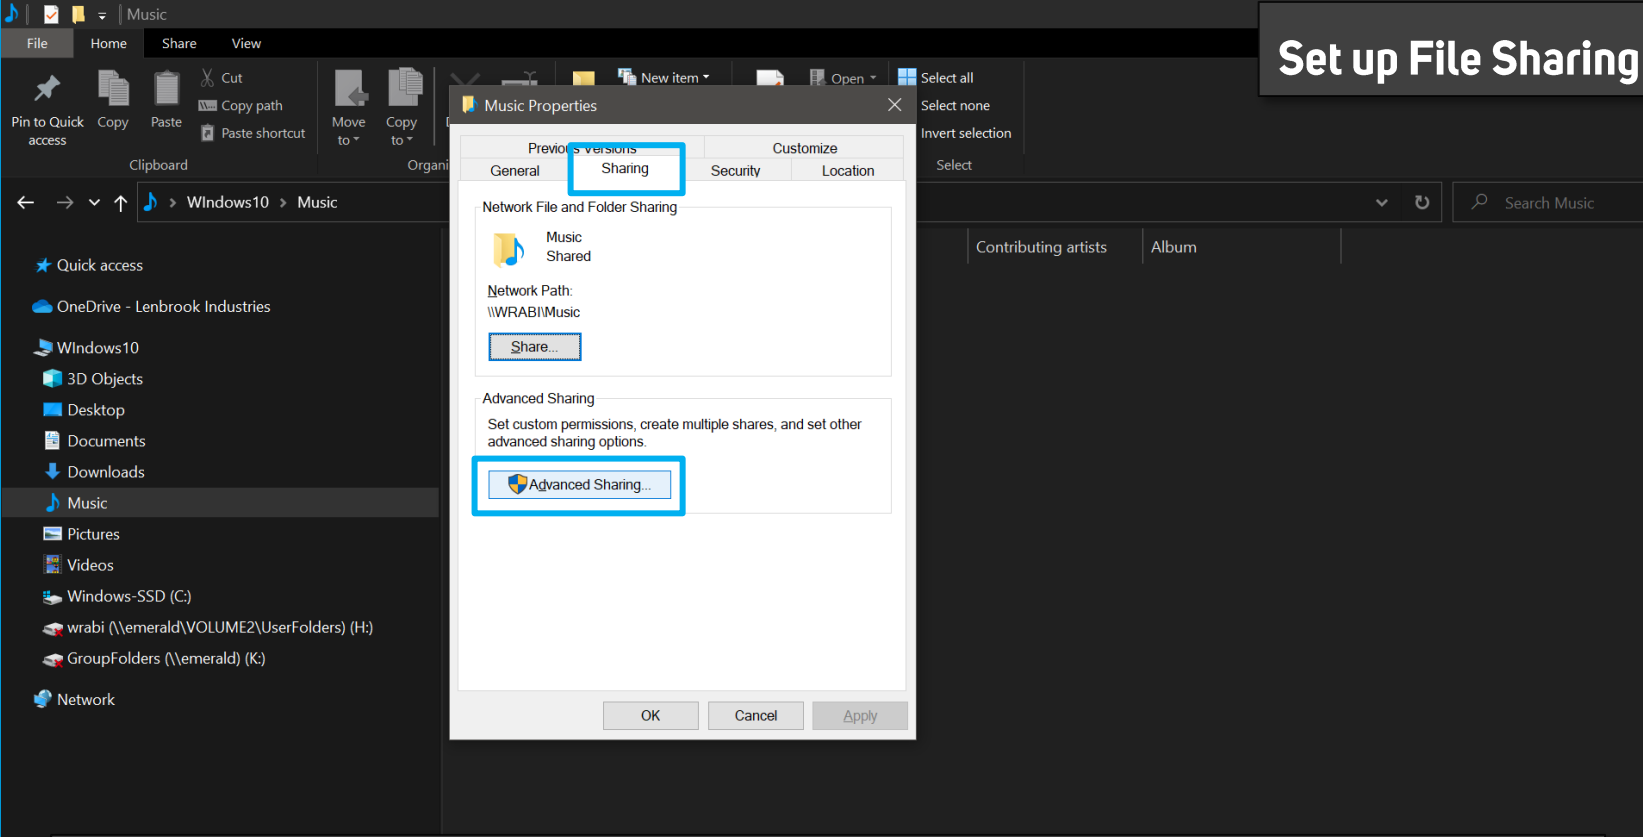 Music
Set up File Sharing
File Home Share View
Pin to Quick access
Copy
Paste
Cut
Copy path
Paste shortcut
Clipboard
Move to
Copy to
Organi
New item
Open
Select all
Select none
Invert selection
Select
WIndows10 > Music
Search Music
Quick access
OneDrive - Lenbrook Industries
WIndows10
3D Objects
Desktop
Documents
Downloads
Music
Pictures
Videos
Windows-SSD (C:)
wrabi (\\emerald\VOLUME2\UserFolders) (H:)
GroupFolders (\\emerald) (K:)
Network
Music Properties
Previous Versions Customize
General Sharing Security Location
Network File and Folder Sharing
Music
Shared
Network Path:
\\WRABI\Music
Share...
Advanced Sharing
Set custom permissions, create multiple shares, and set other
advanced sharing options.
Advanced Sharing...
OK Cancel Apply
Contributing artists Album